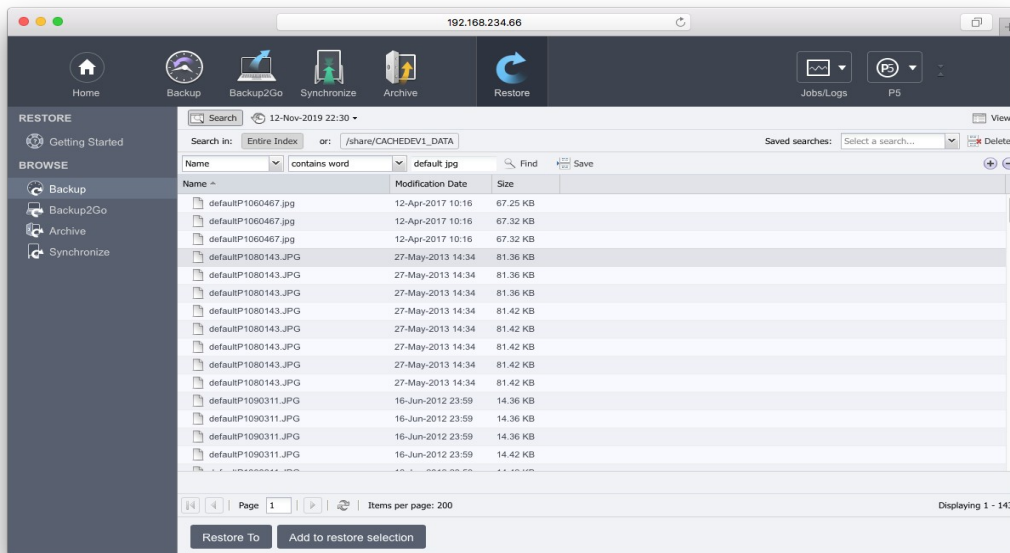 192.168.234.66
Home
Backup
Backup2Go
Synchronize
Archive
Restore
Jobs/Logs
P5
P5
RESTORE
Getting Started
BROWSE
Backup
Backup2Go
Archive
Synchronize
Search 12-Nov-2019 22:30 View
Search in: Entire Index or: /share/CACHEDEV1_DATA Saved searches: Select a search... Delete
Name contains word default jpg Find Save
Name Modification Date Size
defaultP1060467.jpg 12-Apr-2017 10:16 67.25 KB
defaultP1060467.jpg 12-Apr-2017 10:16 67.32 KB
defaultP1060467.jpg 12-Apr-2017 10:16 67.32 KB
defaultP1080143.JPG 27-May-2013 14:34 81.36 KB
defaultP1080143.JPG 27-May-2013 14:34 81.36 KB
defaultP1080143.JPG 27-May-2013 14:34 81.36 KB
defaultP1080143.JPG 27-May-2013 14:34 81.42 KB
defaultP1080143.JPG 27-May-2013 14:34 81.42 KB
defaultP1080143.JPG 27-May-2013 14:34 81.42 KB
defaultP1080143.JPG 27-May-2013 14:34 81.42 KB
defaultP1080143.JPG 27-May-2013 14:34 81.42 KB
defaultP1090311.JPG 16-Jun-2012 23:59 14.36 KB
defaultP1090311.JPG 16-Jun-2012 23:59 14.36 KB
defaultP1090311.JPG 16-Jun-2012 23:59 14.36 KB
defaultP1090311.JPG 16-Jun-2012 23:59 14.42 KB
Page 1 Items per page: 200 Displaying 1 - 143
Restore To Add to restore selection